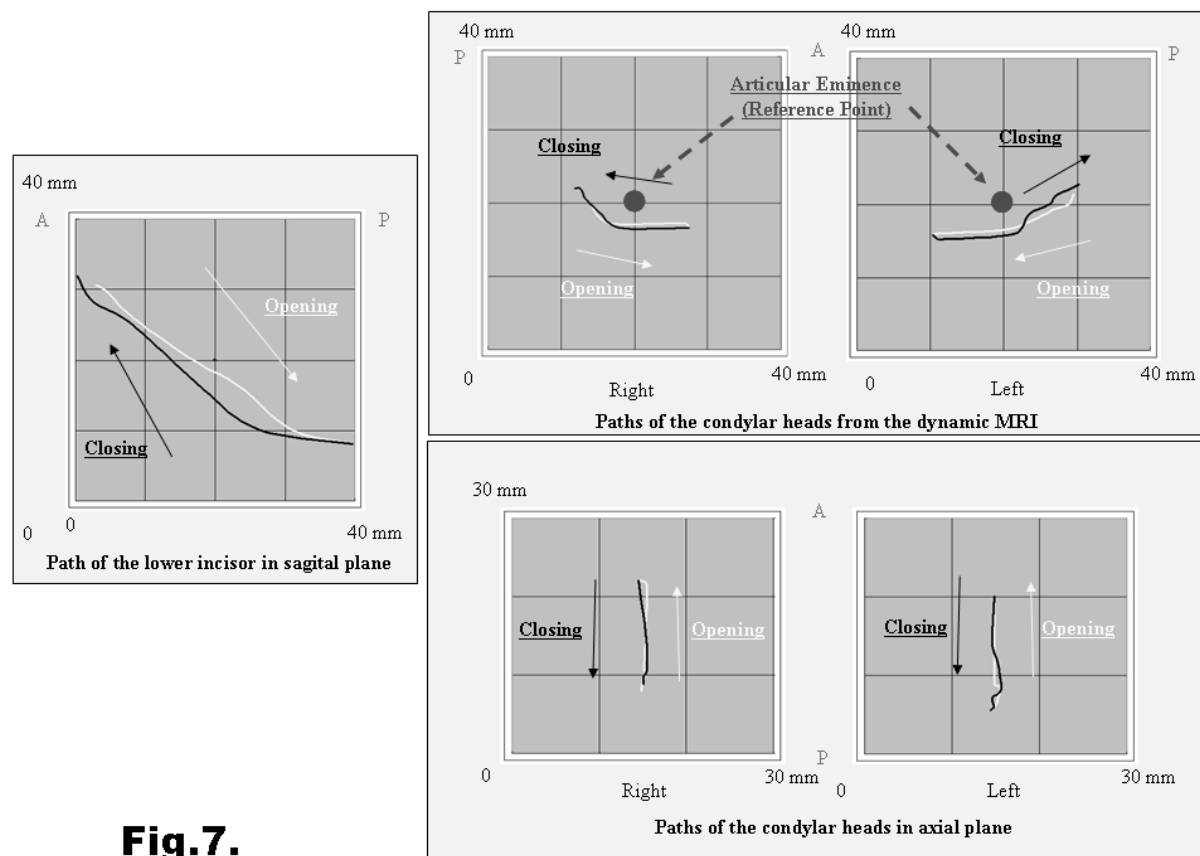 40 mm
A
P
Opening
Closing
0
0
40 mm
Path of the lower incisor in sagital plane
40 mm
40 mm
P
A
P
Articular Eminence
(Reference Point)
Closing
Closing
Opening
Opening
0
40 mm
0
40 mm
Right
Left
Paths of the condylar heads from the dynamic MRI
30 mm
A
Closing
Opening
Closing
Opening
P
0
30 mm
0
30 mm
Right
Left
Paths of the condylar heads in axial plane
Fig.7.